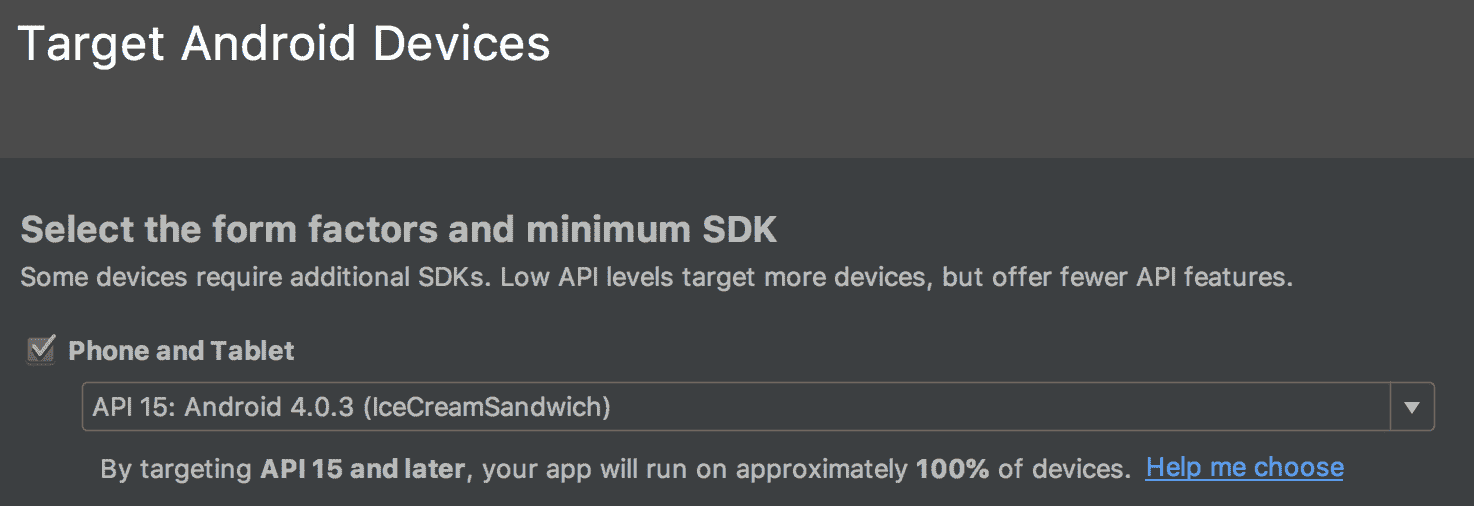 Target Android Devices
Select the form factors and minimum SDK
Some devices require additional SDKs. Low API levels target more devices, but offer fewer API features.
Phone and Tablet
API 15: Android 4.0.3 (IceCreamSandwich)
By targeting API 15 and later, your app will run on approximately 100% of devices. Help me choose